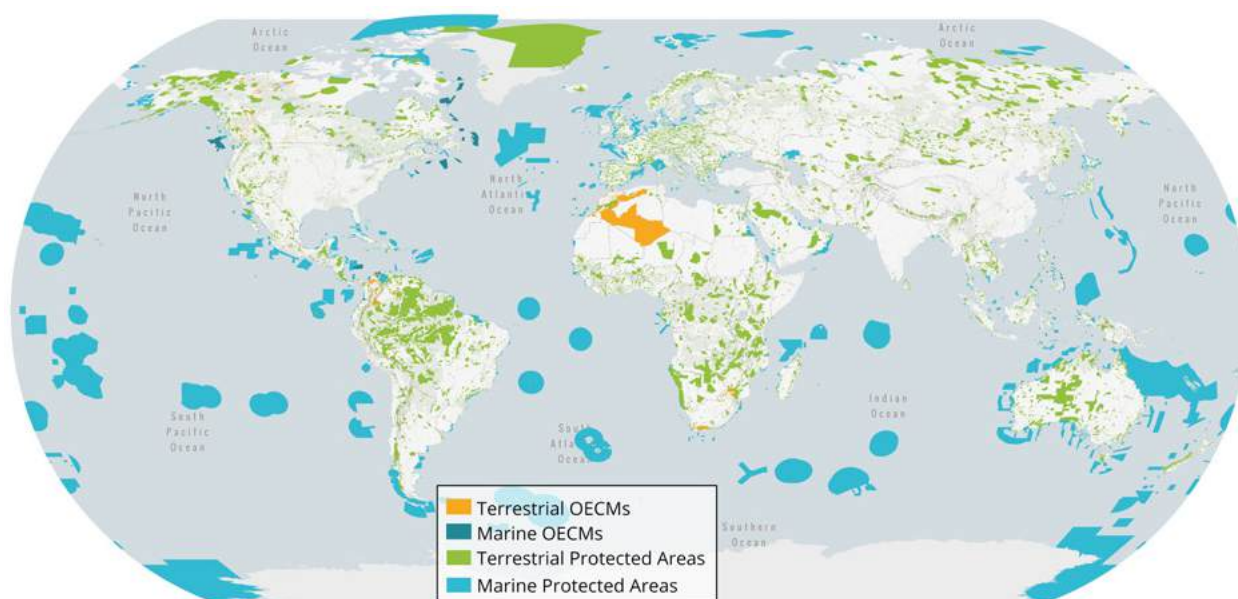 Arctic
Ocean
Arctic
Ocean
North
Pacific
Ocean
North
Atlantic
Ocean
North
Pacific
Ocean
South
Pacific
Ocean
South
Atlantic
Ocean
Indian
Ocean
Southern
Ocean
Terrestrial OECMs
Marine OECMs
Terrestrial Protected Areas
Marine Protected Areas